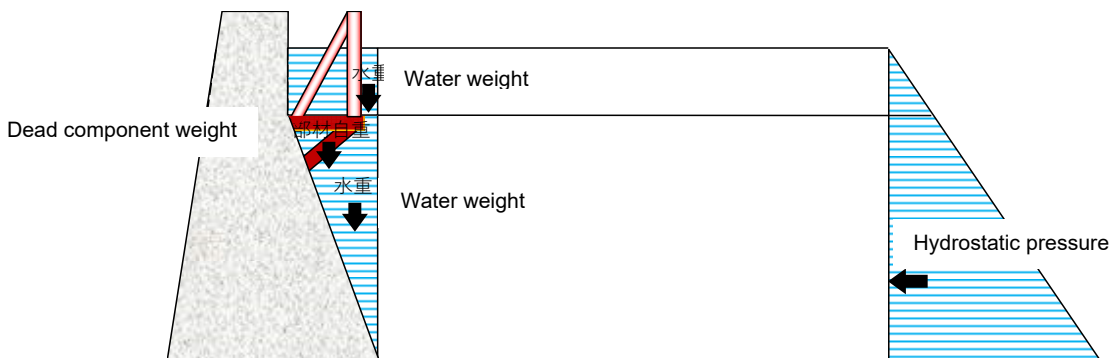 水重
Water weight
Dead component weight
部材自重
水重
Water weight
Hydrostatic pressure